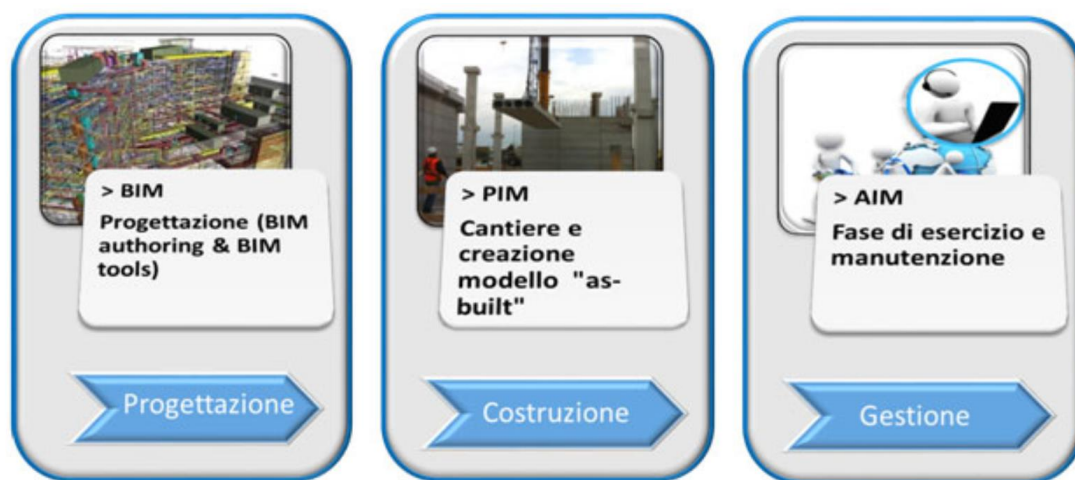 > BIM
Progettazione (BIM
authoring & BIM
tools)
Progettazione
> PIM
Cantiere e
creazione
modello "as-
built"
Costruzione
> AIM
Fase di esercizio e
manutenzione
Gestione